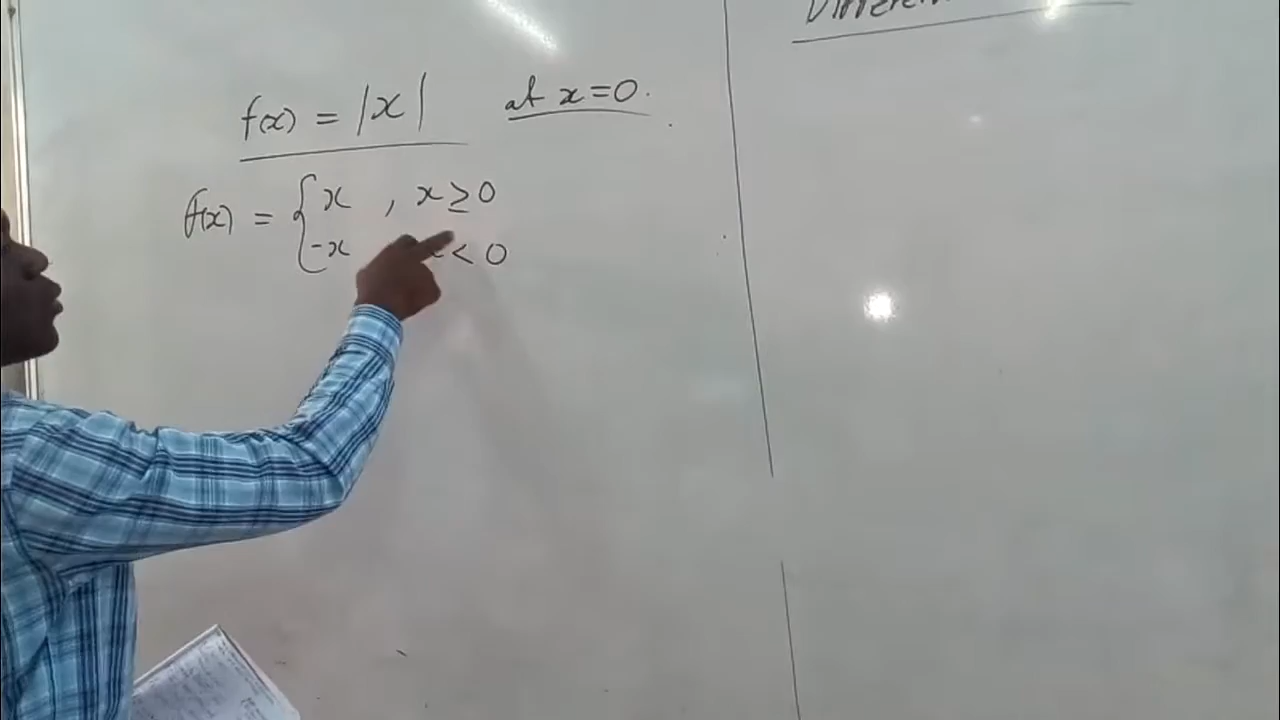 f(x) = |x| at x=0.
f(x) = { x , x ≥ 0
-x x < 0